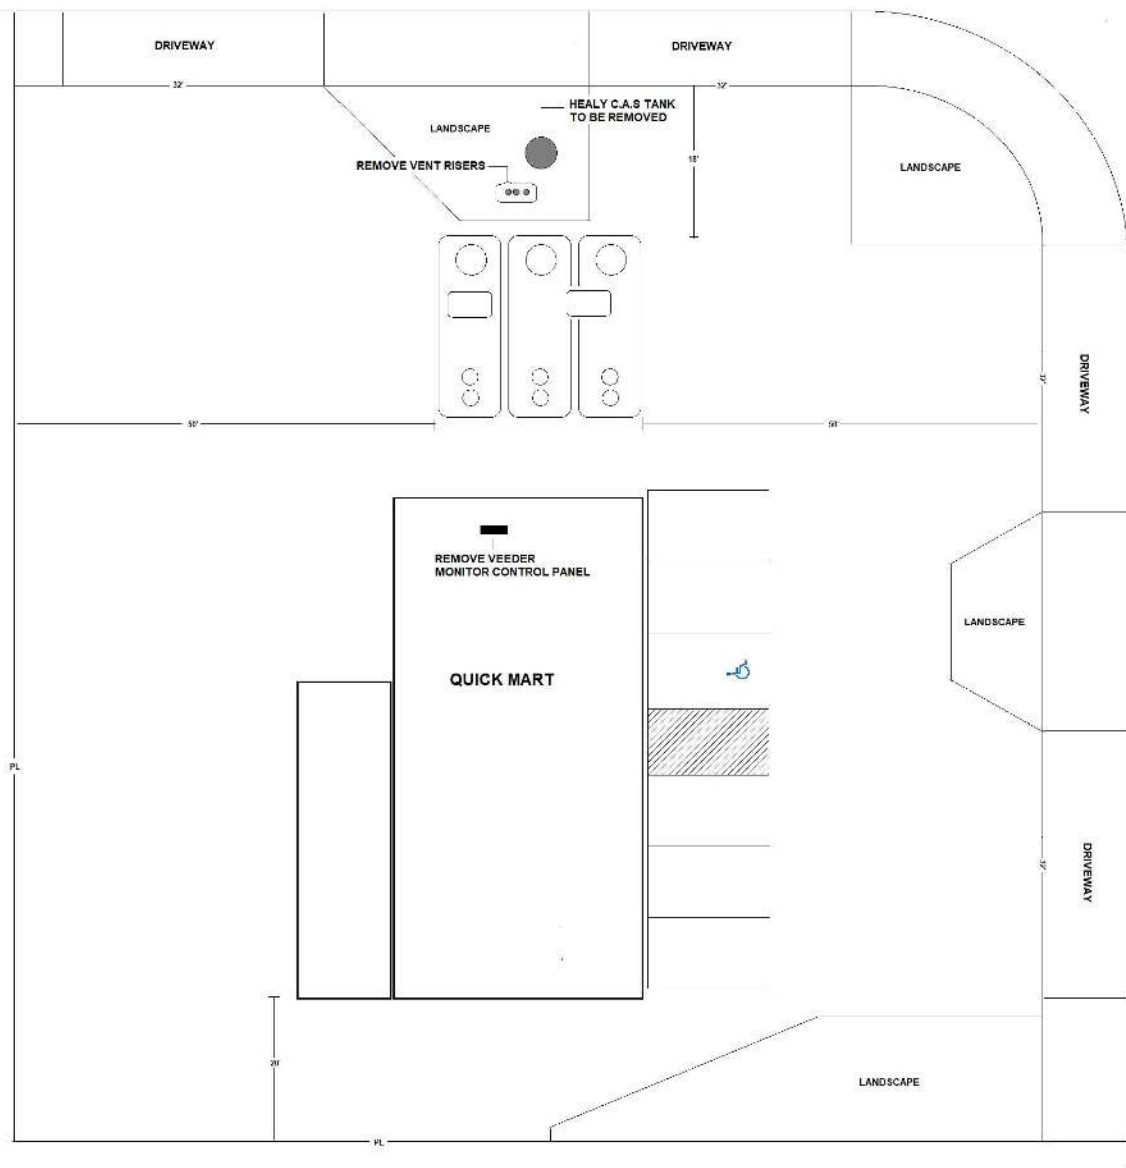 DRIVEWAY
DRIVEWAY
32'
32'
HEALY C.A.S TANK
TO BE REMOVED
LANDSCAPE
REMOVE VENT RISERS
LANDSCAPE
DRIVEWAY
50'
50'
REMOVE VEEDER
MONITOR CONTROL PANEL
LANDSCAPE
QUICK MART
PL
DRIVEWAY
20'
LANDSCAPE
PL